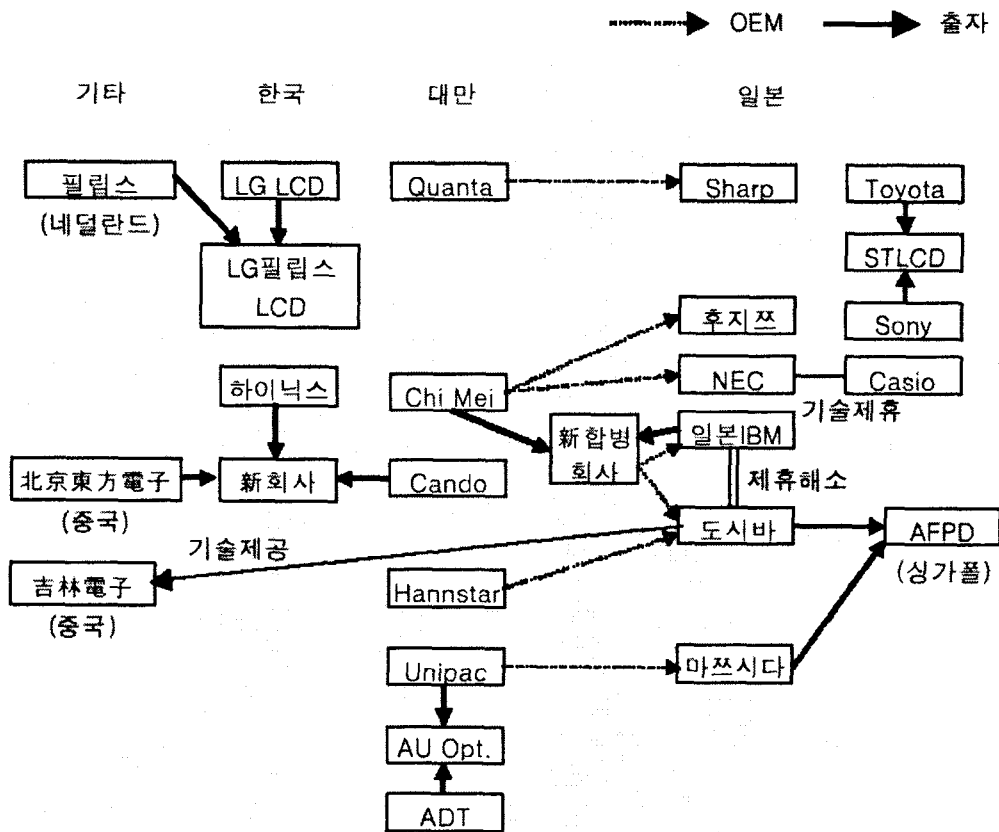 OEM 출자
기타 한국 대만 일본
필립스 LG LCD Quanta Sharp Toyota
(네덜란드)
LG필립스
LCD
STLCD
후지쯔 Sony
하이닉스 Chi Mei NEC Casio
기술제휴
新합병
회사
일본IBM
北京東方電子 新회사 Cando 제휴해소
(중국)
기술제공 도시바 AFPD
(싱가폴)
吉林電子 Hannstar
(중국)
Unipac 마쯔시다
AU Opt.
ADT